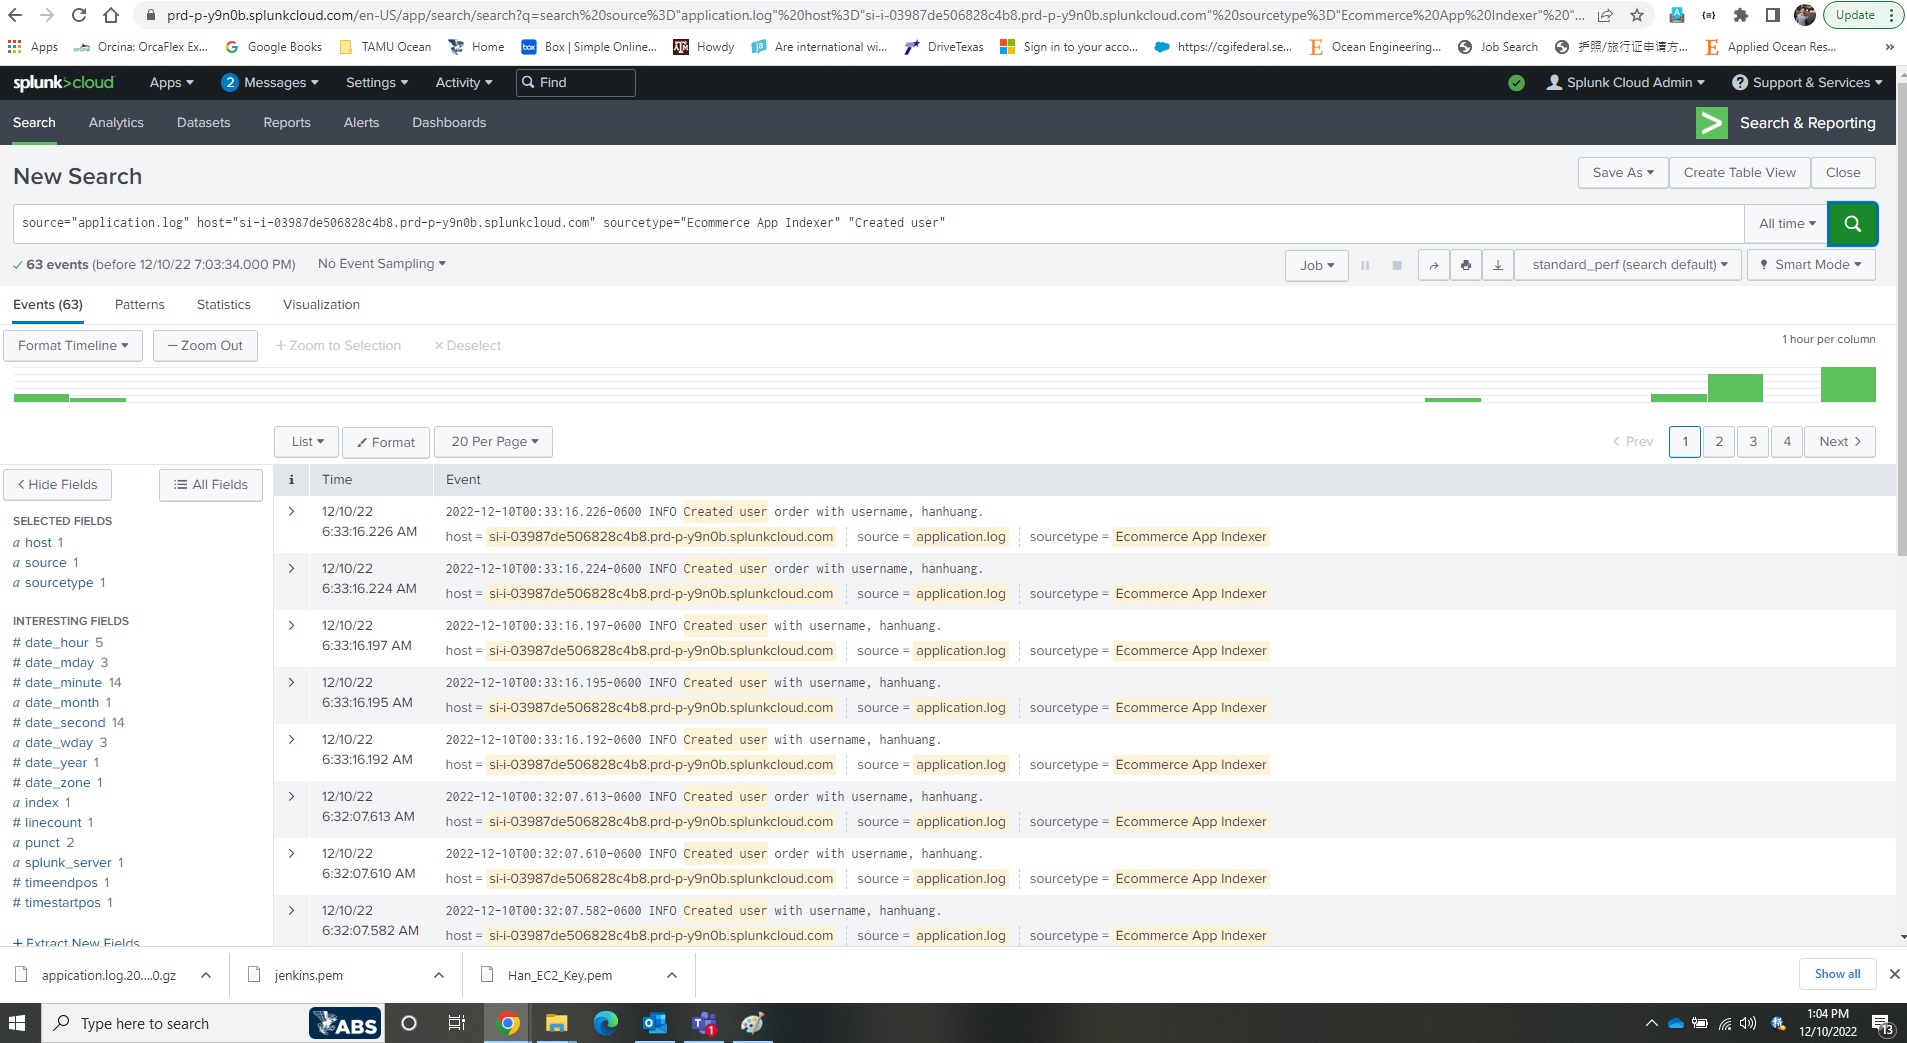 prd-p-y9n0b.splunkcloud.com/en-US/app/search/search?q=search%20source%3D"application.log"%20host%3D"si-i-03987de506828c4b8.prd-p-y9n0b.splunkcloud.com"%20sourcetype%3D"Ecommerce%20App%20Indexer"%20"... Update
Apps Orcina: OrcaFlex Ex... Google Books TAMU Ocean Home Box | Simple Online... Howdy Are international wi... DriveTexas Sign in to your acco... https://cgifederal.se... Ocean Engineering... Job Search 护照/旅行证申请方... Applied Ocean Res... »
splunk>cloud Apps 2 Messages Settings Activity Find Splunk Cloud Admin Support & Services
Search Analytics Datasets Reports Alerts Dashboards Search & Reporting
New Search Save As Create Table View Close
source="application.log" host="si-i-03987de506828c4b8.prd-p-y9n0b.splunkcloud.com" sourcetype="Ecommerce App Indexer" "Created user" All time
✓ 63 events (before 12/10/22 7:03:34.000 PM) No Event Sampling Job standard_perf (search default) Smart Mode
Events (63) Patterns Statistics Visualization
Format Timeline — Zoom Out + Zoom to Selection × Deselect 1 hour per column
List Format 20 Per Page < Prev 1 2 3 4 Next >
< Hide Fields All Fields
i Time Event
SELECTED FIELDS
a host 1
a source 1
a sourcetype 1
INTERESTING FIELDS
# date_hour 5
# date_mday 3
# date_minute 14
a date_month 1
# date_second 14
a date_wday 3
# date_year 1
# date_zone 1
a index 1
# linecount 1
a punct 2
a splunk_server 1
# timeendpos 1
# timestartpos 1
+ Extract New Fields
12/10/22 2022-12-10T00:33:16.226-0600 INFO Created user order with username, hanhuang.
6:33:16.226 AM host = si-i-03987de506828c4b8.prd-p-y9n0b.splunkcloud.com source = application.log sourcetype = Ecommerce App Indexer
12/10/22 2022-12-10T00:33:16.224-0600 INFO Created user order with username, hanhuang.
6:33:16.224 AM host = si-i-03987de506828c4b8.prd-p-y9n0b.splunkcloud.com source = application.log sourcetype = Ecommerce App Indexer
12/10/22 2022-12-10T00:33:16.197-0600 INFO Created user with username, hanhuang.
6:33:16.197 AM host = si-i-03987de506828c4b8.prd-p-y9n0b.splunkcloud.com source = application.log sourcetype = Ecommerce App Indexer
12/10/22 2022-12-10T00:33:16.195-0600 INFO Created user with username, hanhuang.
6:33:16.195 AM host = si-i-03987de506828c4b8.prd-p-y9n0b.splunkcloud.com source = application.log sourcetype = Ecommerce App Indexer
12/10/22 2022-12-10T00:33:16.192-0600 INFO Created user with username, hanhuang.
6:33:16.192 AM host = si-i-03987de506828c4b8.prd-p-y9n0b.splunkcloud.com source = application.log sourcetype = Ecommerce App Indexer
12/10/22 2022-12-10T00:32:07.613-0600 INFO Created user order with username, hanhuang.
6:32:07.613 AM host = si-i-03987de506828c4b8.prd-p-y9n0b.splunkcloud.com source = application.log sourcetype = Ecommerce App Indexer
12/10/22 2022-12-10T00:32:07.610-0600 INFO Created user order with username, hanhuang.
6:32:07.610 AM host = si-i-03987de506828c4b8.prd-p-y9n0b.splunkcloud.com source = application.log sourcetype = Ecommerce App Indexer
12/10/22 2022-12-10T00:32:07.582-0600 INFO Created user with username, hanhuang.
6:32:07.582 AM host = si-i-03987de506828c4b8.prd-p-y9n0b.splunkcloud.com source = application.log sourcetype = Ecommerce App Indexer
appication.log.20....0.gz jenkins.pem Han_EC2_Key.pem Show all
Type here to search ABS 1 1:04 PM
12/10/2022 13